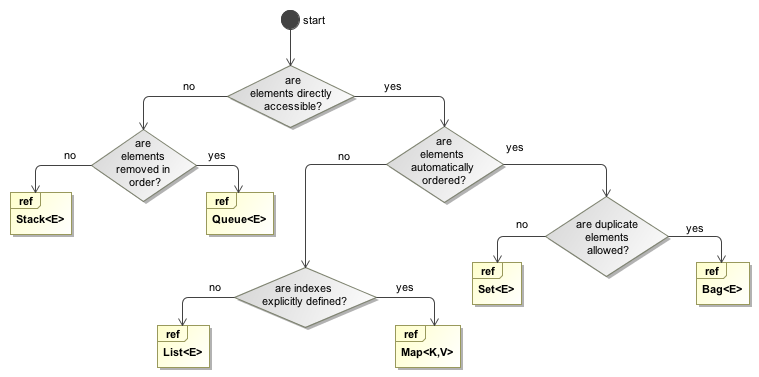 start
are
elements directly
accessible?
no
yes
are
elements
removed in
order?
no
yes
ref
Stack<E>
ref
Queue<E>
are
elements
automatically
ordered?
no
yes
are duplicate
elements
allowed?
no
yes
ref
Set<E>
ref
Bag<E>
are indexes
explicitly defined?
no
yes
ref
List<E>
ref
Map<K,V>